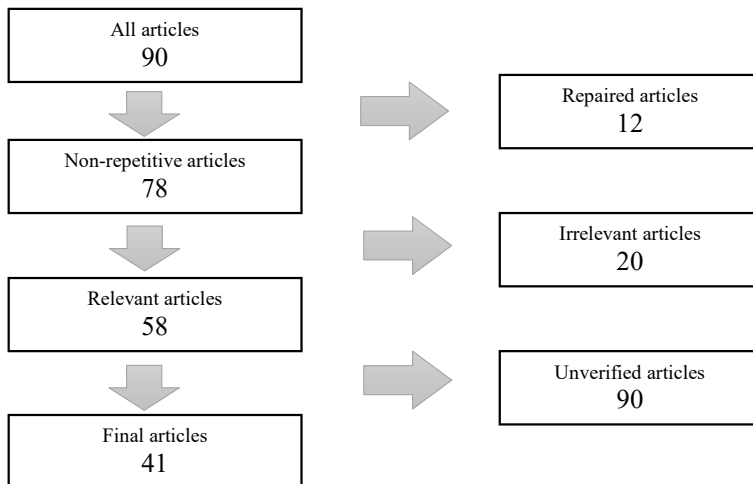 All articles
90
Repaired articles
12
Non-repetitive articles
78
Irrelevant articles
20
Relevant articles
58
Unverified articles
90
Final articles
41